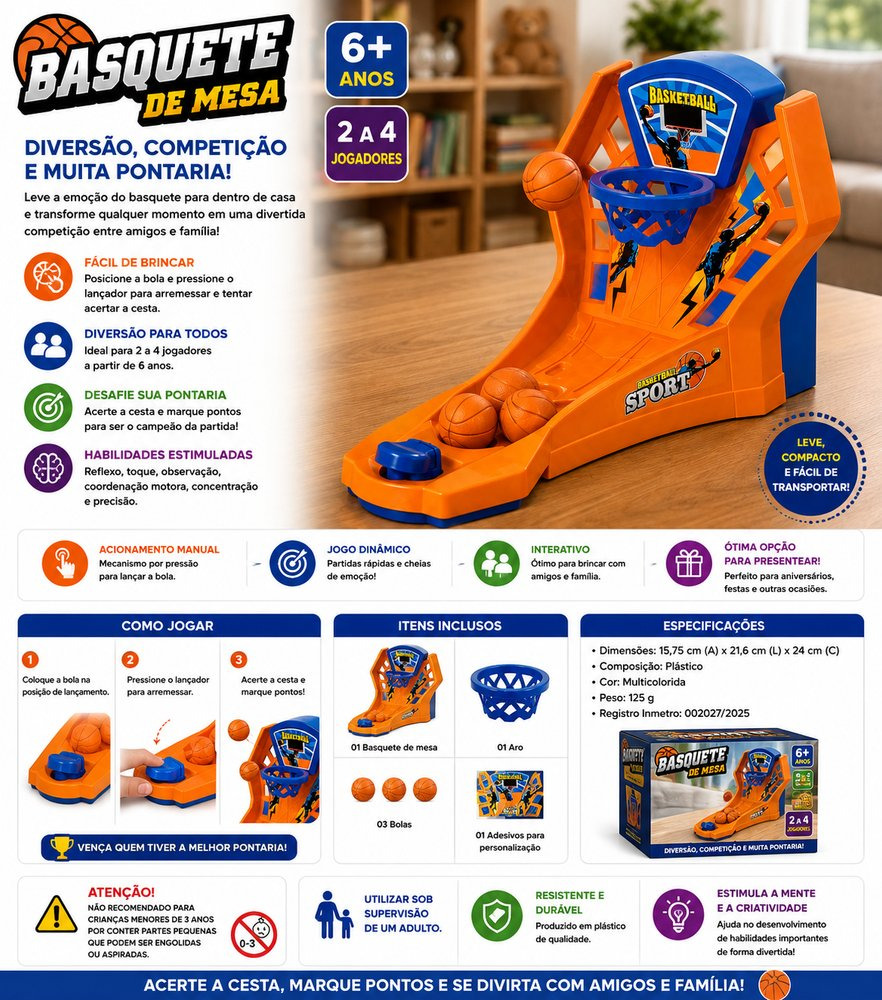 BASQUETE
DE MESA
6+
ANOS
2 A 4
JOGADORES
DIVERSÃO, COMPETIÇÃO
E MUITA PONTARIA!
Leve a emoção do basquete para dentro de casa
e transforme qualquer momento em uma divertida
competição entre amigos e família!
FÁCIL DE BRINCAR
Posicione a bola e pressione o
lançador para arremessar e tentar
acertar a cesta.
DIVERSÃO PARA TODOS
Ideal para 2 a 4 jogadores
a partir de 6 anos.
DESAFIE SUA PONTARIA
Acerte a cesta e marque pontos
para ser o campeão da partida!
HABILIDADES ESTIMULADAS
Reflexo, toque, observação,
coordenação motora, concentração
e precisão.
BASKETBALL
BASKETBALL
SPORT
LEVE,
COMPACTO
E FÁCIL DE
TRANSPORTAR!
ACIONAMENTO MANUAL
Mecanismo por pressão
para lançar a bola.
JOGO DINÂMICO
Partidas rápidas e cheias
de emoção!
INTERATIVO
Ótimo para brincar com
amigos e família.
ÓTIMA OPÇÃO
PARA PRESENTEAR!
Perfeito para aniversários,
festas e outras ocasiões.
COMO JOGAR
1
Coloque a bola na
posição de lançamento.
2
Pressione o lançador
para arremessar.
3
Acerte a cesta e
marque pontos!
VENÇA QUEM TIVER A MELHOR PONTARIA!
ITENS INCLUSOS
01 Basquete de mesa
01 Aro
03 Bolas
01 Adesivos para
personalização
ESPECIFICAÇÕES
• Dimensões: 15,75 cm (A) x 21,6 cm (L) x 24 cm (C)
• Composição: Plástico
• Cor: Multicolorida
• Peso: 125 g
• Registro Inmetro: 002027/2025
BASQUETE
DE MESA
6+
ANOS
2 A 4
JOGADORES
DIVERSÃO, COMPETIÇÃO E MUITA PONTARIA!
ATENÇÃO!
NÃO RECOMENDADO PARA
CRIANÇAS MENORES DE 3 ANOS
POR CONTER PARTES PEQUENAS
QUE PODEM SER ENGOLIDAS
OU ASPIRADAS.
0-3
UTILIZAR SOB
SUPERVISÃO
DE UM ADULTO.
RESISTENTE E
DURÁVEL
Produzido em plástico
de qualidade.
ESTIMULA A MENTE
E A CRIATIVIDADE
Ajuda no desenvolvimento
de habilidades importantes
de forma divertida!
ACERTE A CESTA, MARQUE PONTOS E SE DIVIRTA COM AMIGOS E FAMÍLIA!